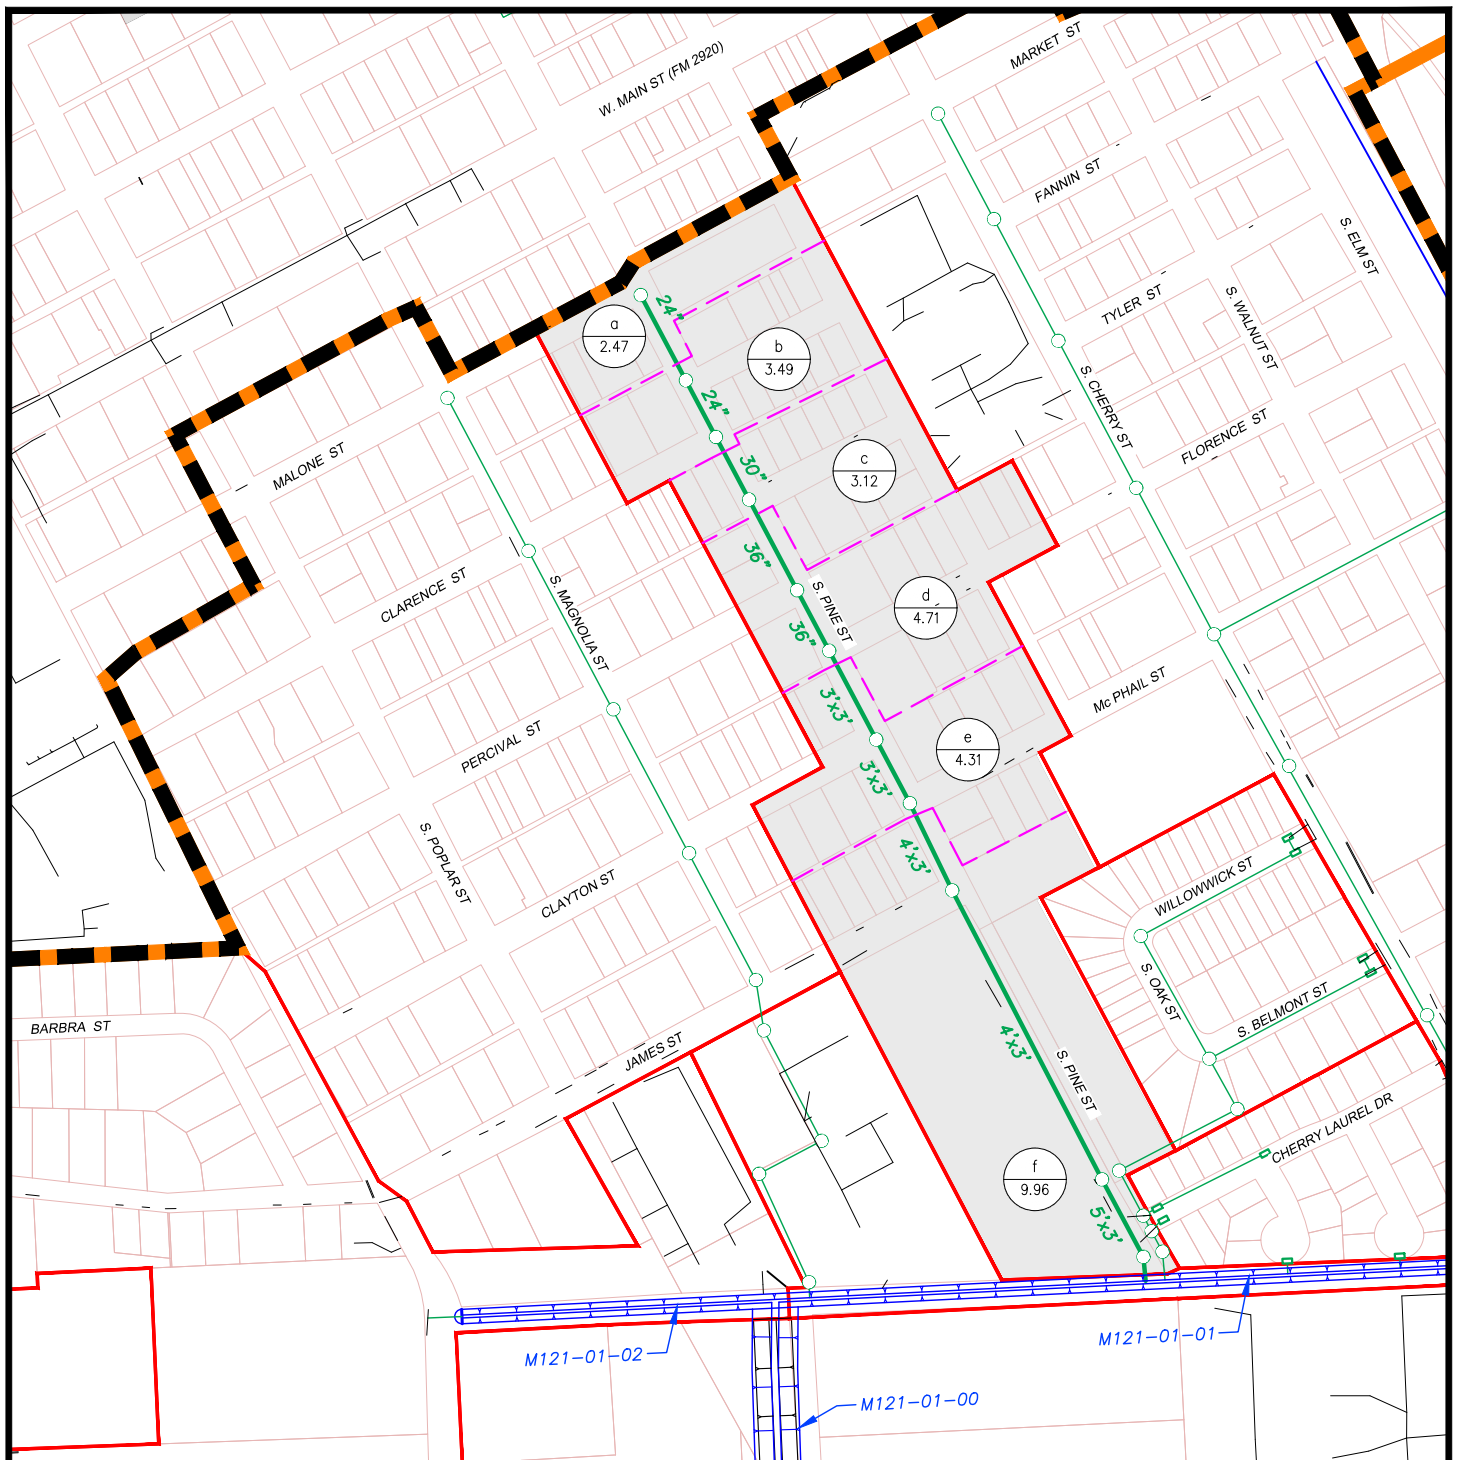 MARKET ST
W. MAIN ST (FM 2920)
FANNIN ST
S. ELM ST
TYLER ST
S. WALNUT ST
24"
a
2.47
b
3.49
S. CHERRY ST
24"
FLORENCE ST
MALONE ST
30"
c
3.12
36"
CLARENCE ST
S. MAGNOLIA ST
S. PINE ST
d
4.71
36"
Mc PHAIL ST
3'x3'
PERCIVAL ST
e
4.31
3'x3'
S. POPLAR ST
4'x3'
CLAYTON ST
WILLOWWICK ST
S. OAK ST
S. BELMONT ST
BARBRA ST
JAMES ST
4'x3'
S. PINE ST
CHERRY LAUREL DR
f
9.96
5'x3'
M121-01-02
M121-01-01
M121-01-00